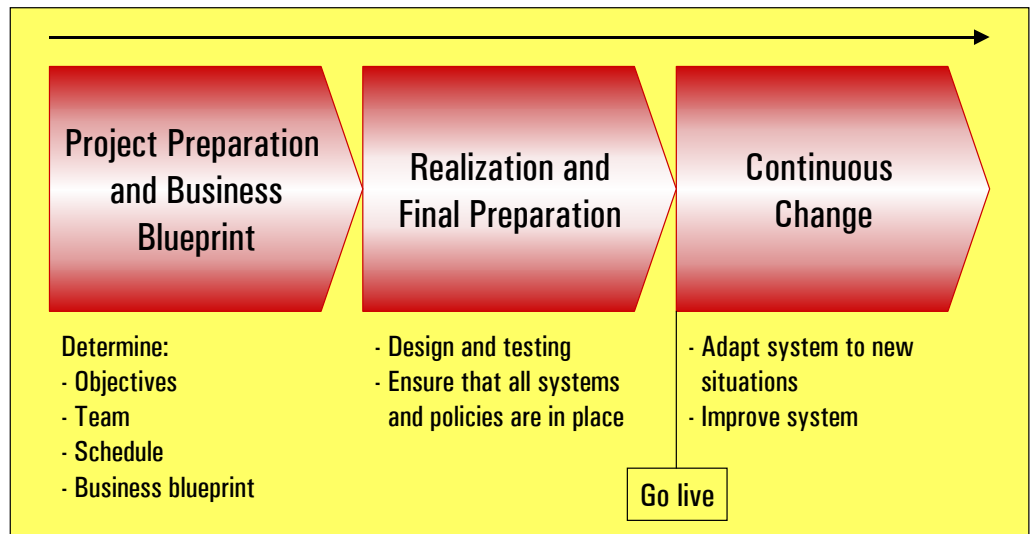 Project Preparation
and Business
Blueprint
Realization and
Final Preparation
Continuous
Change
Determine:
- Objectives
- Team
- Schedule
- Business blueprint
- Design and testing
- Ensure that all systems
and policies are in place
- Adapt system to new
situations
- Improve system
Go live